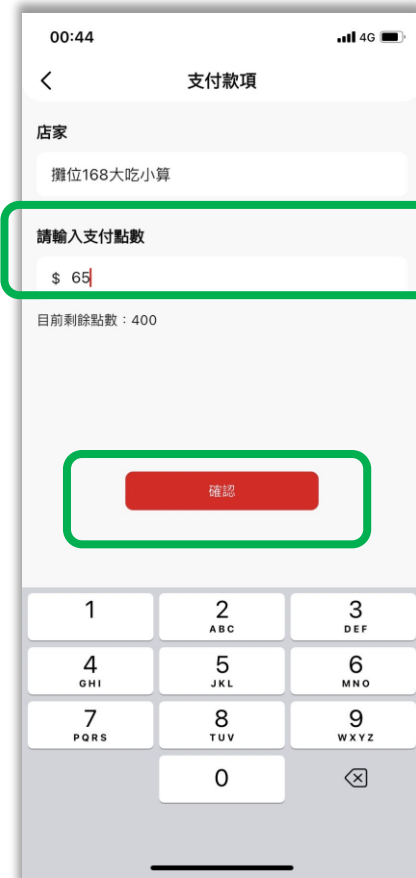 00:44 4G
支付款項
店家
攤位168大吃小算
請輸入支付點數
$ 65
目前剩餘點數：400
確認
1 2 3
ABC DEF
4 5 6
GHI JKL MNO
7 8 9
PQRS TUV WXYZ
0